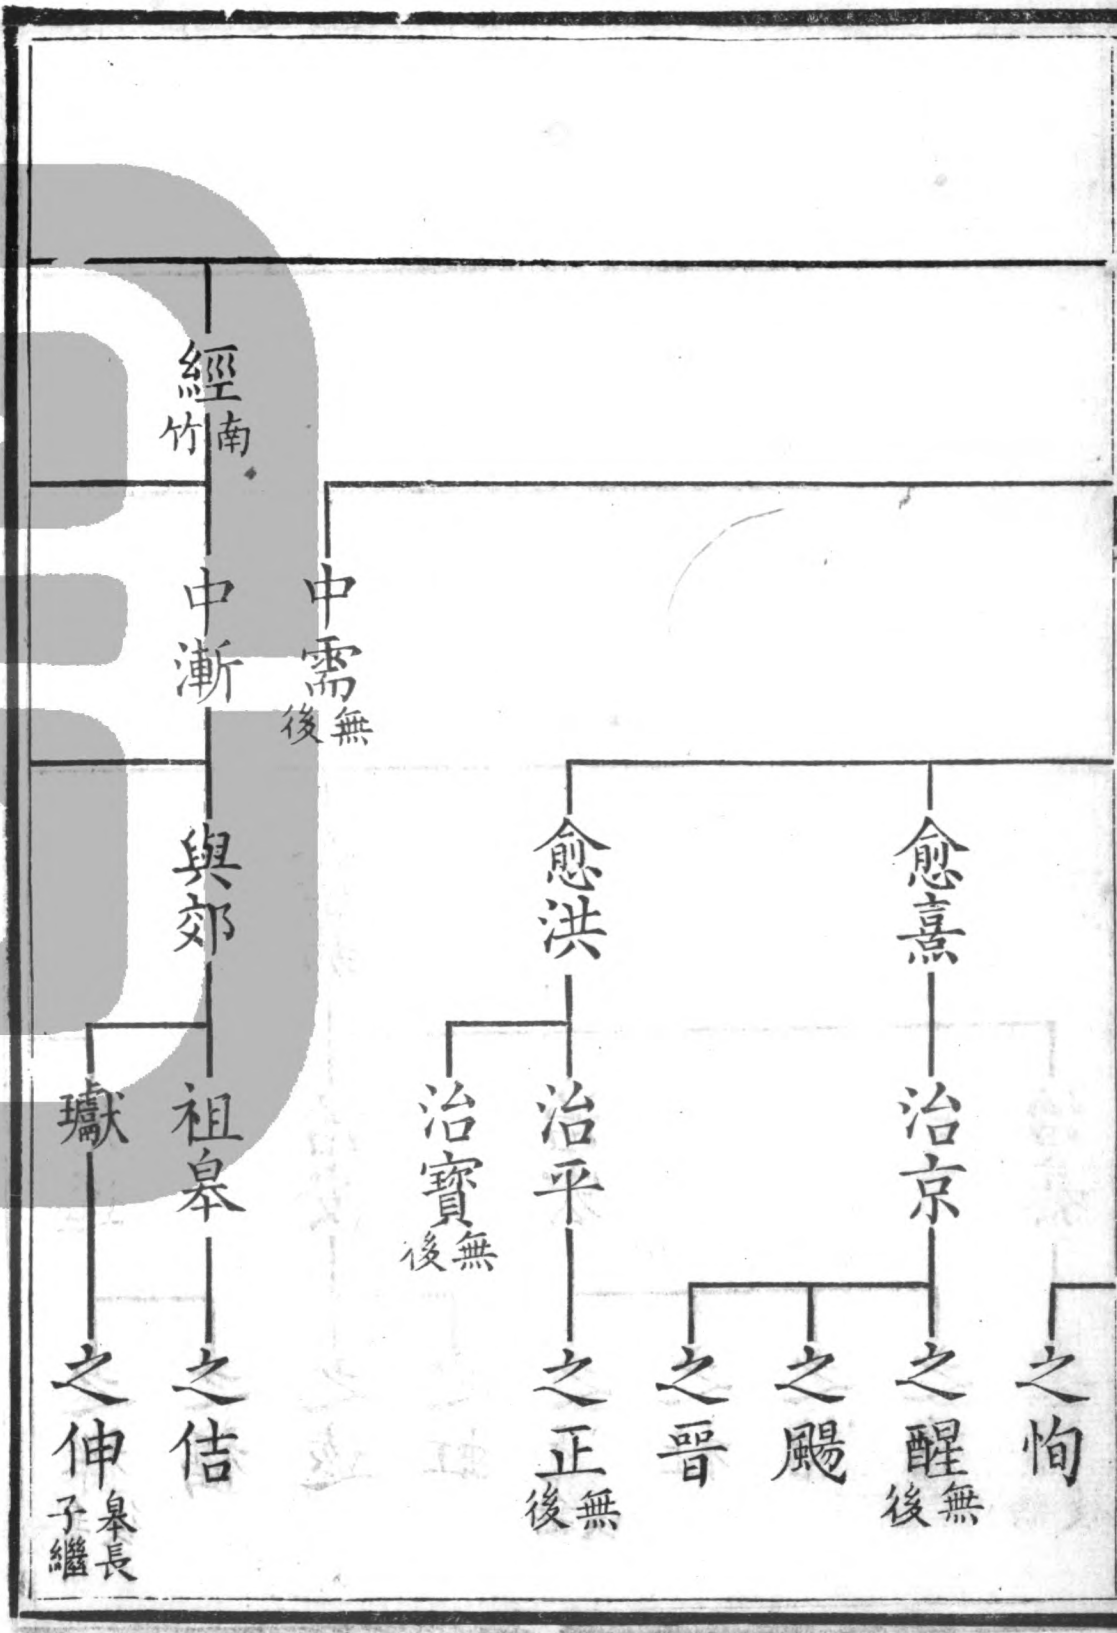 經
南竹
中需
無後
中漸
愈熹
愈洪
與郊
治京
治平
治寶
無後
祖皋
瓛
之恂
之醒
無後
之颺
之晉
之正
無後
之佶
之伸
皋長子繼